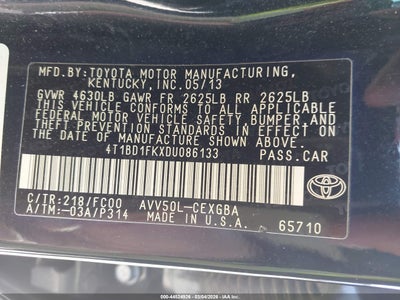 MFD.BY:TOYOTA MOTOR MANUFACTURING,
KENTUCKY,INC.05/13
GVWR 4630LB GAWR FR 2625LB RR 2625LB
THIS VEHICLE CONFORMS TO ALL APPLICABLE
FEDERAL MOTOR VEHICLE SAFETY,BUMPER,AND
THEFT PREVENTION STANDARDS IN EFFECT ON
THE DATE OF MANUFACTURE SHOWN ABOVE.
4T1BD1FKXDU086133 PASS.CAR
C/TR:218/FC00 AVV50L-CEXGBA
A/TM:-03A/P314 MADE IN U.S.A.
TOYOTA
65710